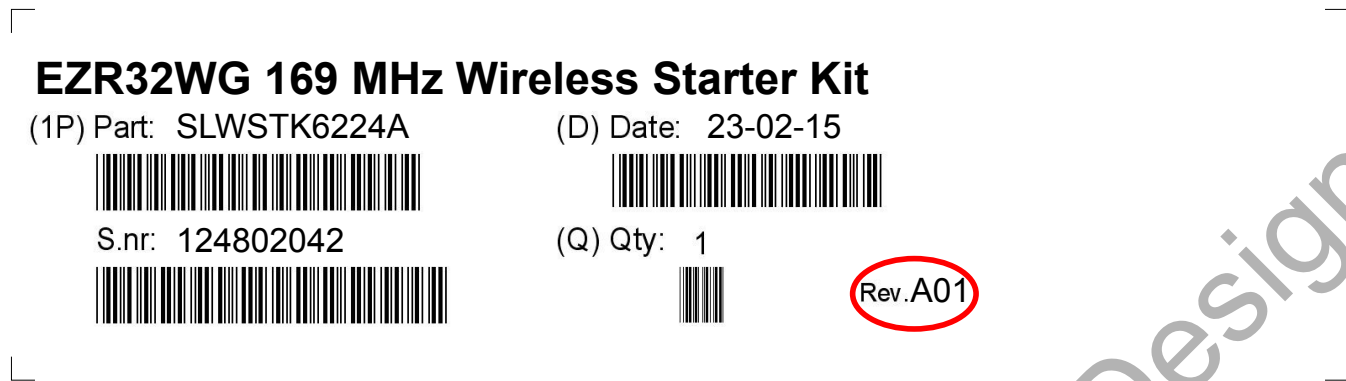 EZR32WG 169 MHz Wireless Starter Kit
(1P) Part: SLWSTK6224A
(D) Date: 23-02-15
S.nr: 124802042
(Q) Qty: 1
Rev.A01
Design